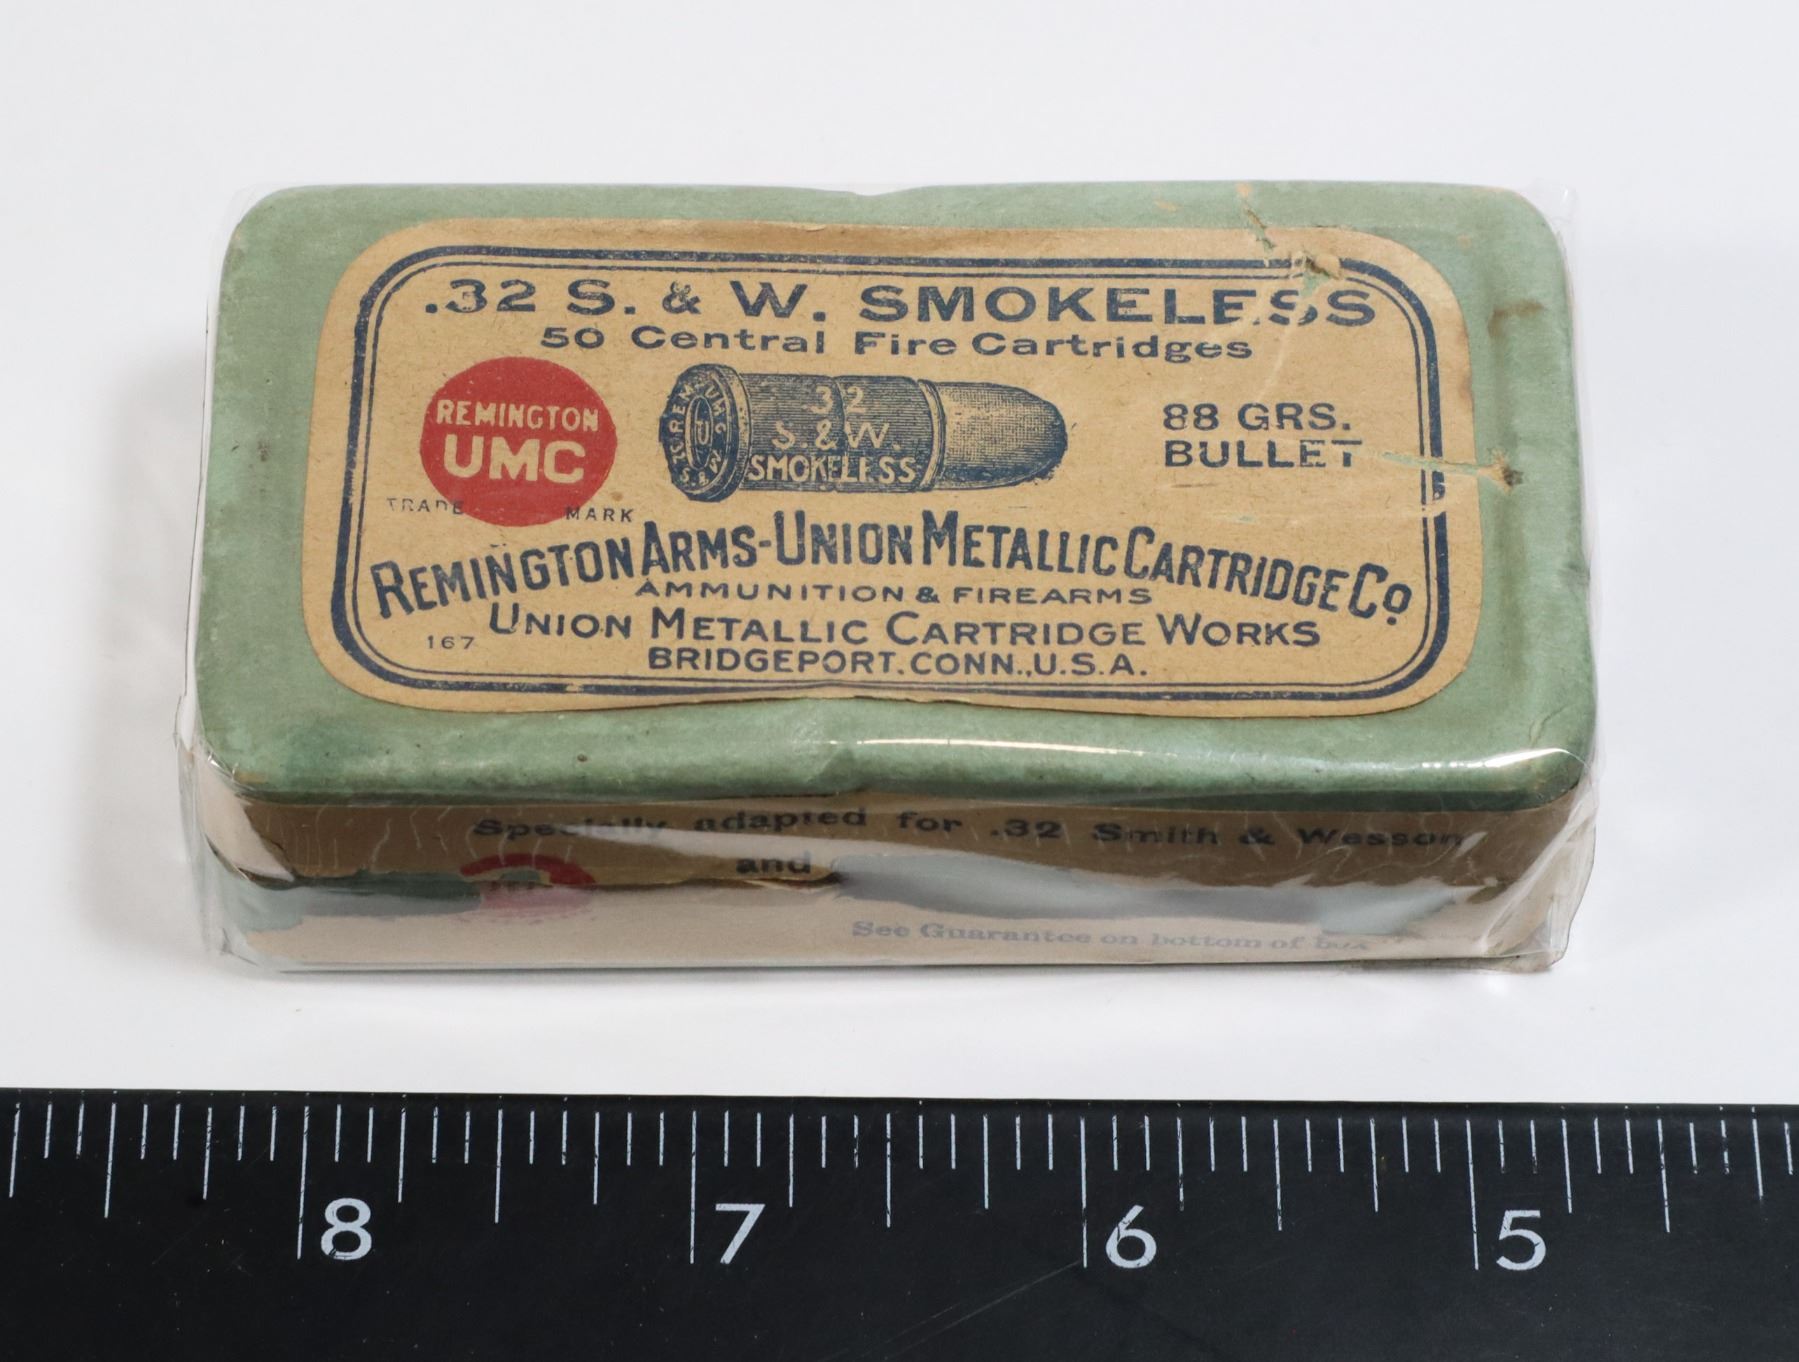 .32 S. & W. SMOKELESS
50 Central Fire Cartridges
REMINGTON
UMC
TRADE MARK
.32
S. & W.
SMOKELESS
88 GRS.
BULLET
REMINGTON ARMS-UNION METALLIC CARTRIDGE CO.
AMMUNITION & FIREARMS
UNION METALLIC CARTRIDGE WORKS
167
BRIDGEPORT, CONN., U.S.A.
Specially adapted for .32 Smith & Wesson
and
See Guarantee on bottom of box
8 7 6 5